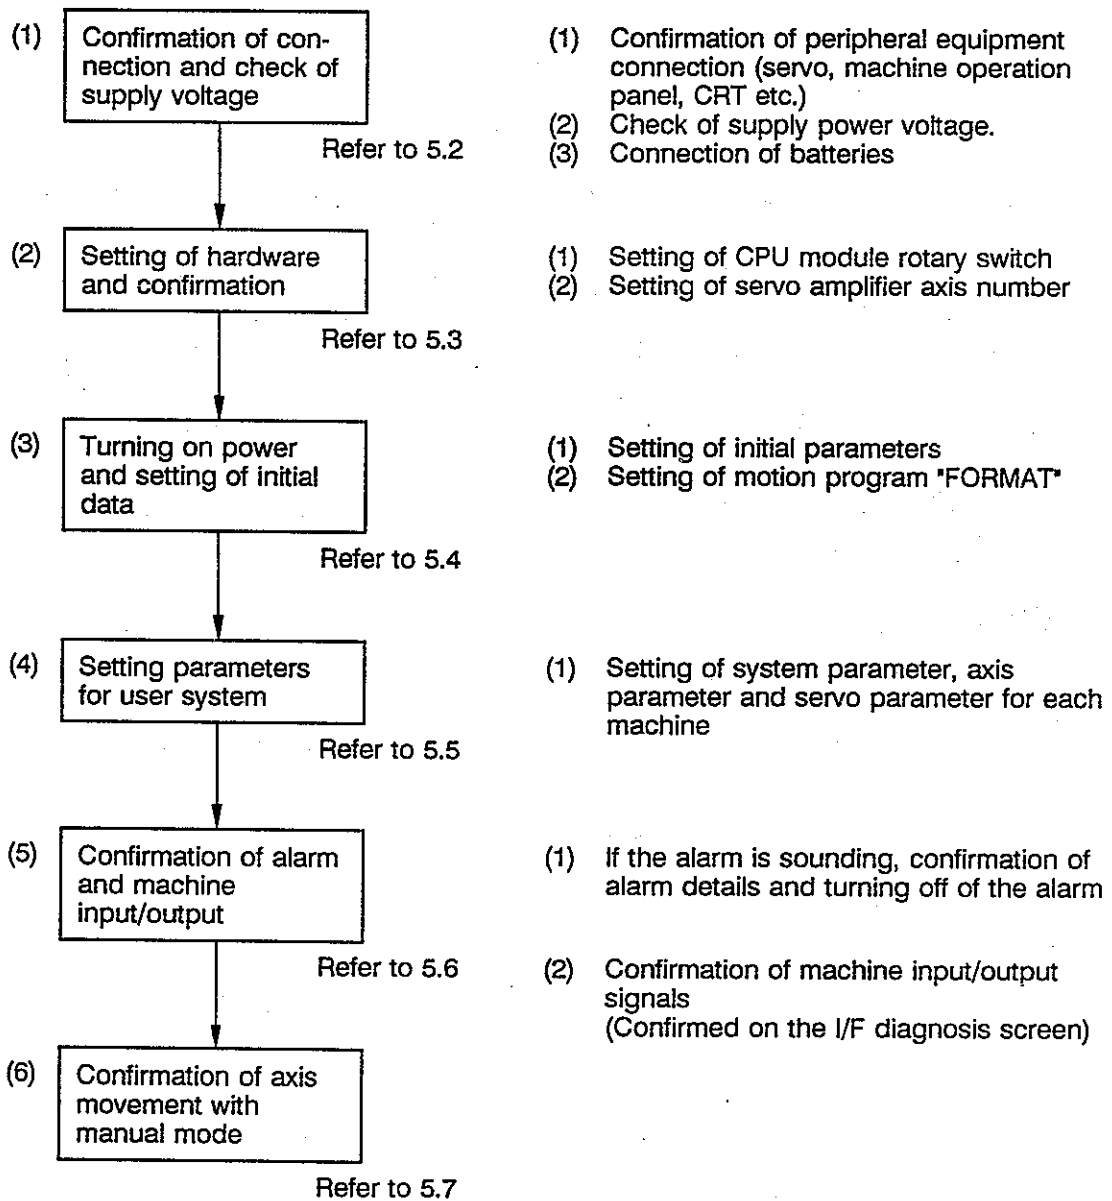 (1)
Confirmation of con-
nection and check of
supply voltage
Refer to 5.2
(1) Confirmation of peripheral equipment
connection (servo, machine operation
panel, CRT etc.)
(2) Check of supply power voltage.
(3) Connection of batteries
(2)
Setting of hardware
and confirmation
Refer to 5.3
(1) Setting of CPU module rotary switch
(2) Setting of servo amplifier axis number
(3)
Turning on power
and setting of initial
data
Refer to 5.4
(1) Setting of initial parameters
(2) Setting of motion program "FORMAT"
(4)
Setting parameters
for user system
Refer to 5.5
(1) Setting of system parameter, axis
parameter and servo parameter for each
machine
(5)
Confirmation of alarm
and machine
input/output
Refer to 5.6
(1) If the alarm is sounding, confirmation of
alarm details and turning off of the alarm
(2) Confirmation of machine input/output
signals
(Confirmed on the I/F diagnosis screen)
(6)
Confirmation of axis
movement with
manual mode
Refer to 5.7